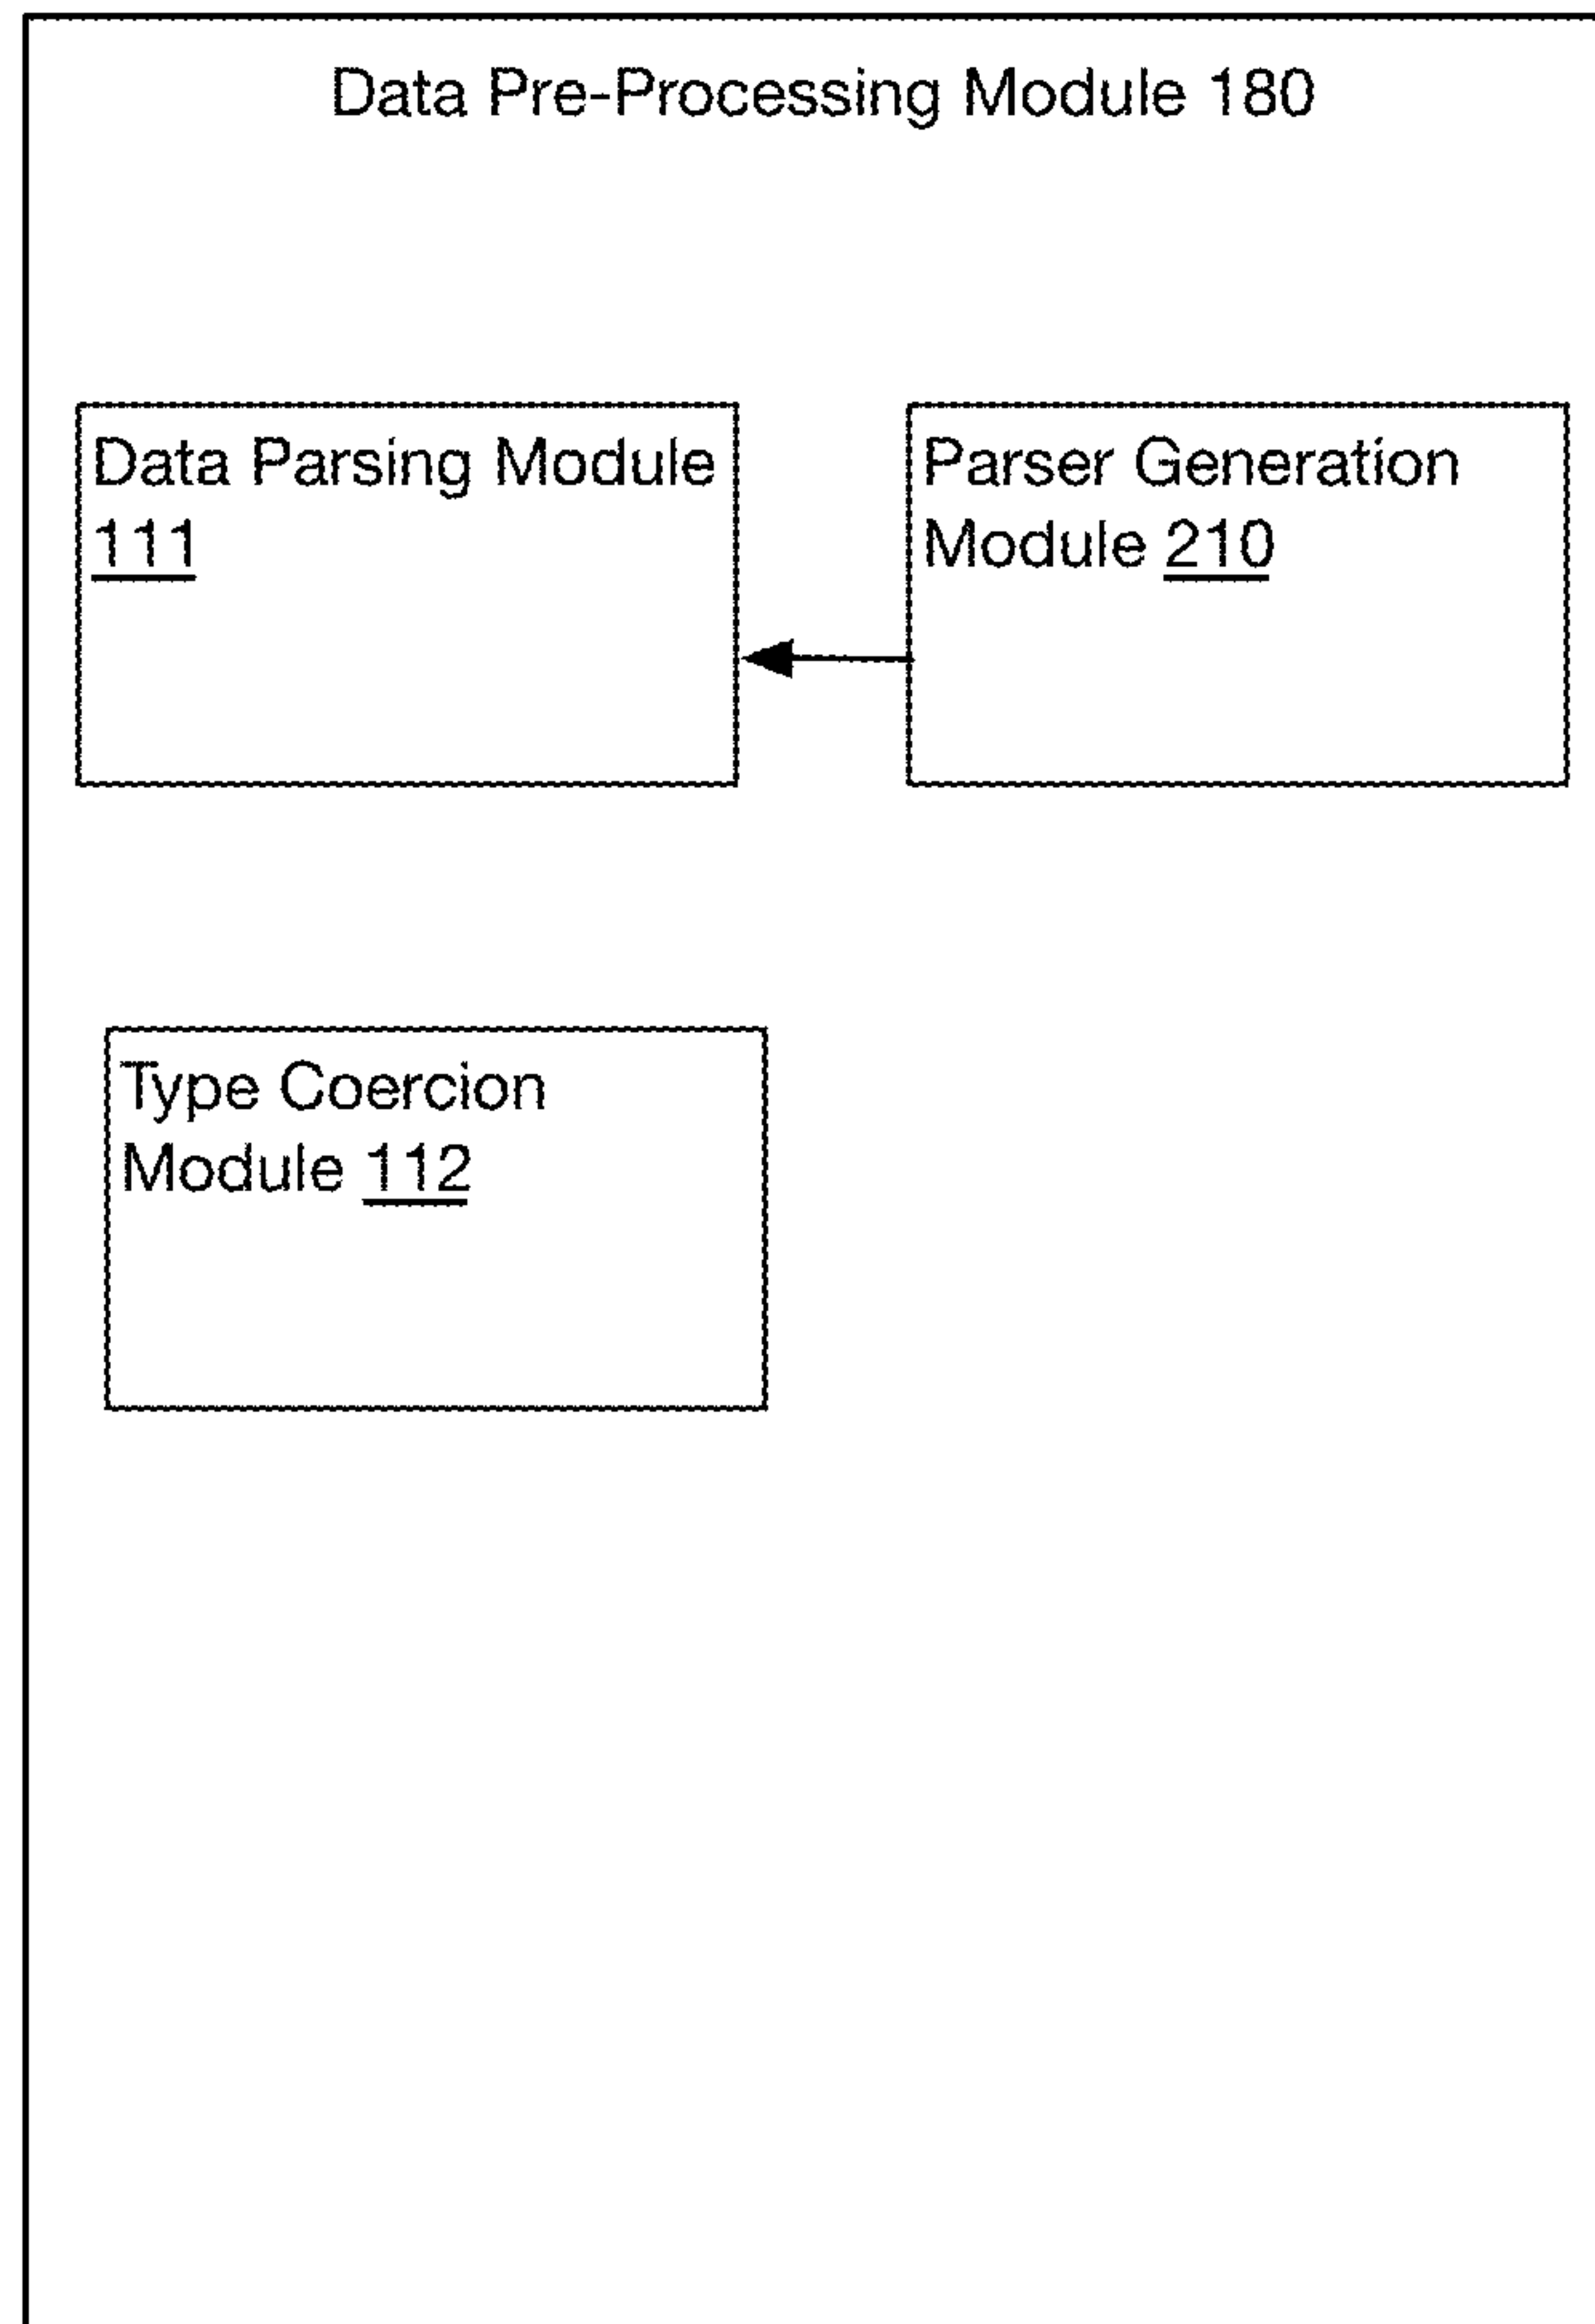 Data Pre-Processing Module 180
Data Parsing Module
111
Parser Generation
Module 210
Type Coercion
Module 112